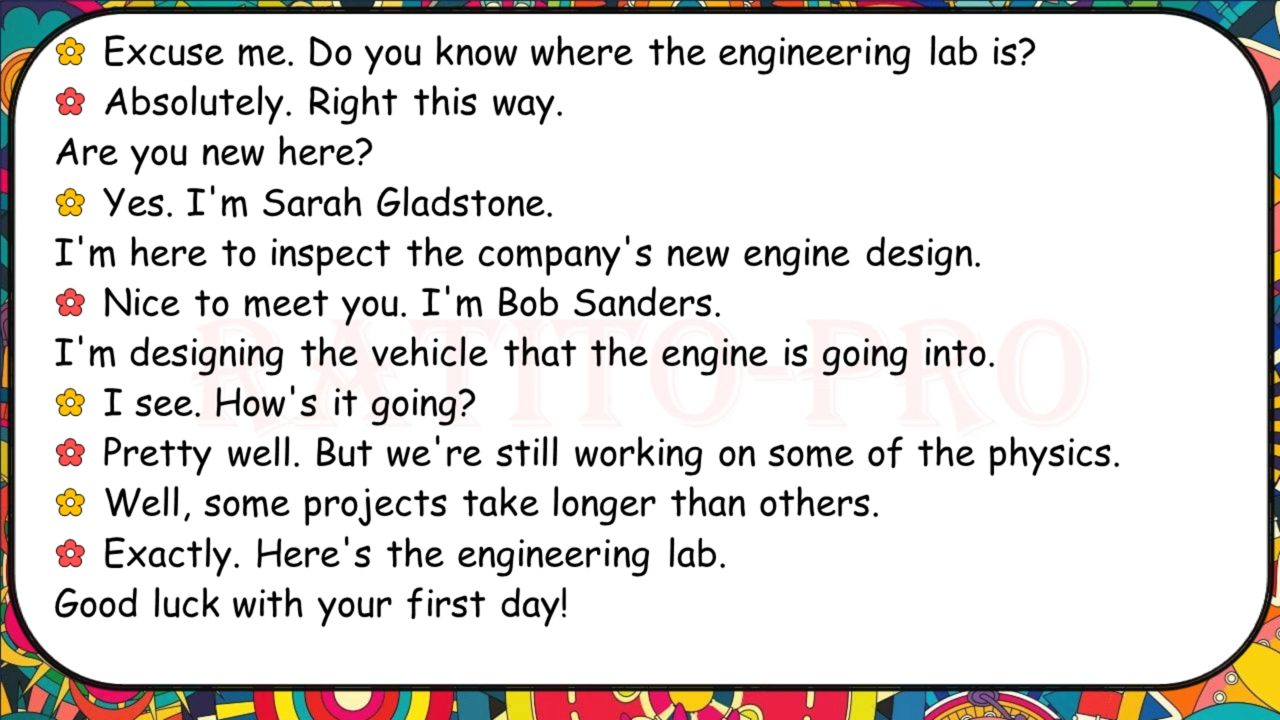 Excuse me. Do you know where the engineering lab is?
Absolutely. Right this way.
Are you new here?
Yes. I'm Sarah Gladstone.
I'm here to inspect the company's new engine design.
Nice to meet you. I'm Bob Sanders.
I'm designing the vehicle that the engine is going into.
I see. How's it going?
Pretty well. But we're still working on some of the physics.
Well, some projects take longer than others.
Exactly. Here's the engineering lab.
Good luck with your first day!
RATITO-PRO